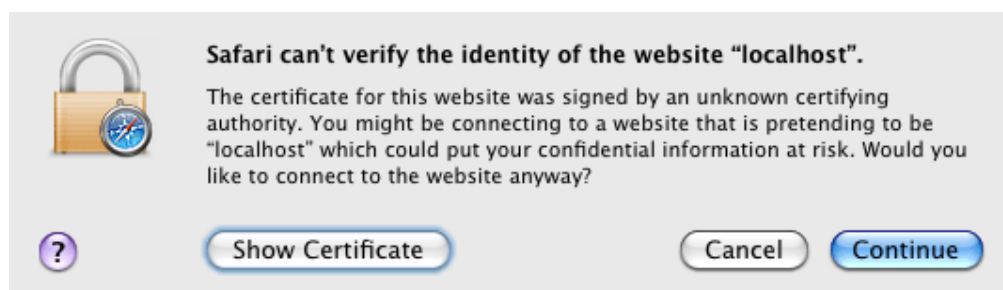 Safari can't verify the identity of the website “localhost”.
The certificate for this website was signed by an unknown certifying
authority. You might be connecting to a website that is pretending to be
“localhost” which could put your confidential information at risk. Would you
like to connect to the website anyway?
?
Show Certificate
Cancel
Continue